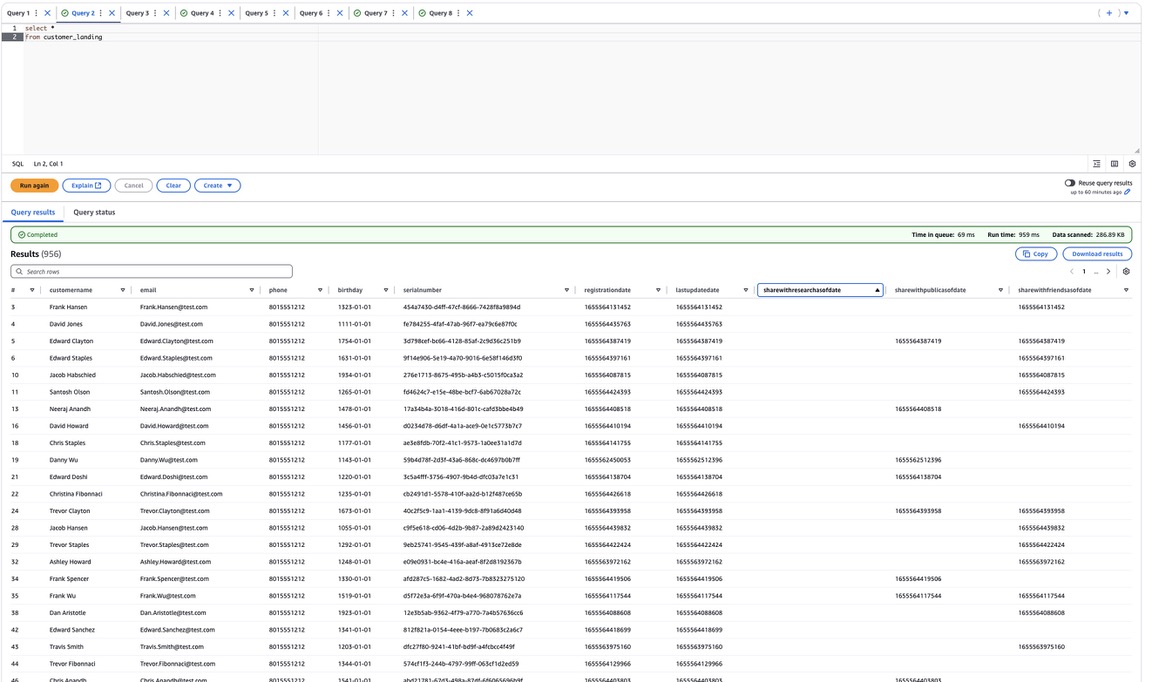 Query 1 Query 2 Query 3 Query 4 Query 5 Query 6 Query 7 Query 8
1 select *
2 from customer_landing
SQL Ln 2, Col 1
Run again Explain Cancel Clear Create Reuse query results
up to 60 minutes ago
Query results Query status
Completed Time in queue: 69 ms Run time: 959 ms Data scanned: 286.89 KB
Results (956) Copy Download results
Search rows 1 ...
# customername email phone birthday serialnumber registrationdate lastupdatedate sharewithresearchasofdate sharewithpublicasofdate sharewithfriendsasofdate
3 Frank Hansen Frank.Hansen@test.com 8015551212 1323-01-01 454a7430-d4ff-47cf-8666-7428f8a9894d 1655564131452 1655564131452 1655564131452
4 David Jones David.Jones@test.com 8015551212 1111-01-01 fe784255-4faf-47ab-96f7-ea79c6e87f0c 1655564435763 1655564435763
5 Edward Clayton Edward.Clayton@test.com 8015551212 1754-01-01 3d798cef-bc66-4128-85af-2c9d36c251b9 1655564387419 1655564387419 1655564387419 1655564387419
6 Edward Staples Edward.Staples@test.com 8015551212 1631-01-01 9f14e906-5e19-4a70-9016-6e58f146d3f0 1655564397161 1655564397161 1655564397161
10 Jacob Habschied Jacob.Habschied@test.com 8015551212 1934-01-01 276e1713-8675-495b-a4b3-c5015f0ca3a2 1655564087815 1655564087815 1655564087815
11 Santosh Olson Santosh.Olson@test.com 8015551212 1265-01-01 fd4624c7-e15e-48be-bcf7-6ab67028a72c 1655564424393 1655564424393 1655564424393
13 Neeraj Anandh Neeraj.Anandh@test.com 8015551212 1478-01-01 17a34b4a-3018-416d-801c-cafd3bbe4b49 1655564408518 1655564408518 1655564408518
16 David Howard David.Howard@test.com 8015551212 1456-01-01 d0234d78-d6df-4a1a-ace9-0e1c5773b7c7 1655564410194 1655564410194 1655564410194
18 Chris Staples Chris.Staples@test.com 8015551212 1177-01-01 ae3e8fdb-70f2-41c1-9573-1a0ee31a1d7d 1655564141755 1655564141755
19 Danny Wu Danny.Wu@test.com 8015551212 1143-01-01 59b4d78f-2d3f-43a6-868c-dc4697b0b7ff 1655562450053 1655562512396 1655562512396
21 Edward Doshi Edward.Doshi@test.com 8015551212 1220-01-01 3c5a4fff-3756-4907-9b4d-dfc03a7e1c31 1655564138704 1655564138704 1655564138704
22 Christina Fibonnaci Christina.Fibonnaci@test.com 8015551212 1235-01-01 cb2491d1-5578-410f-aa2d-b12f487ce65b 1655564426618 1655564426618
24 Trevor Clayton Trevor.Clayton@test.com 8015551212 1673-01-01 40c2f5c9-1aa1-4139-9dc8-8f91a6d40d48 1655564393958 1655564393958 1655564393958 1655564393958
28 Jacob Hansen Jacob.Hansen@test.com 8015551212 1055-01-01 c9f5e618-cd06-4d2b-9b87-2a89d2423140 1655564439832 1655564439832 1655564439832
29 Trevor Staples Trevor.Staples@test.com 8015551212 1292-01-01 9eb25741-9545-439f-a8af-4913ce72e8de 1655564422424 1655564422424 1655564422424
32 Ashley Howard Ashley.Howard@test.com 8015551212 1248-01-01 e09e0931-bc4e-416a-aeaf-8f2d8192367b 1655563972162 1655563972162 1655563972162
34 Frank Spencer Frank.Spencer@test.com 8015551212 1330-01-01 afd287c5-1682-4ad2-8d73-7b8323275120 1655564419506 1655564419506 1655564419506
35 Frank Wu Frank.Wu@test.com 8015551212 1519-01-01 d5f72e3a-6f9f-470a-b4e4-968078762e7a 1655564117544 1655564117544 1655564117544 1655564117544
38 Dan Aristotle Dan.Aristotle@test.com 8015551212 1923-01-01 12e3b5ab-9362-4f79-a770-7a4b57636cc6 1655564088608 1655564088608 1655564088608
42 Edward Sanchez Edward.Sanchez@test.com 8015551212 1341-01-01 812f821a-0154-4eee-b197-7b0683c2a6c7 1655564418699 1655564418699
43 Travis Smith Travis.Smith@test.com 8015551212 1203-01-01 dfc27f80-9241-41bf-bd9f-a4fcbcc4f49f 1655563975160 1655563975160 1655563975160
44 Trevor Fibonnaci Trevor.Fibonnaci@test.com 8015551212 1344-01-01 574cf1f3-244b-4797-99ff-063cf1d2ed59 1655564129966 1655564129966
46 Chris Anandh Chris.Anandh@test.com 8015551212 1541-01-01 1655564403803 1655564403803 1655564403803